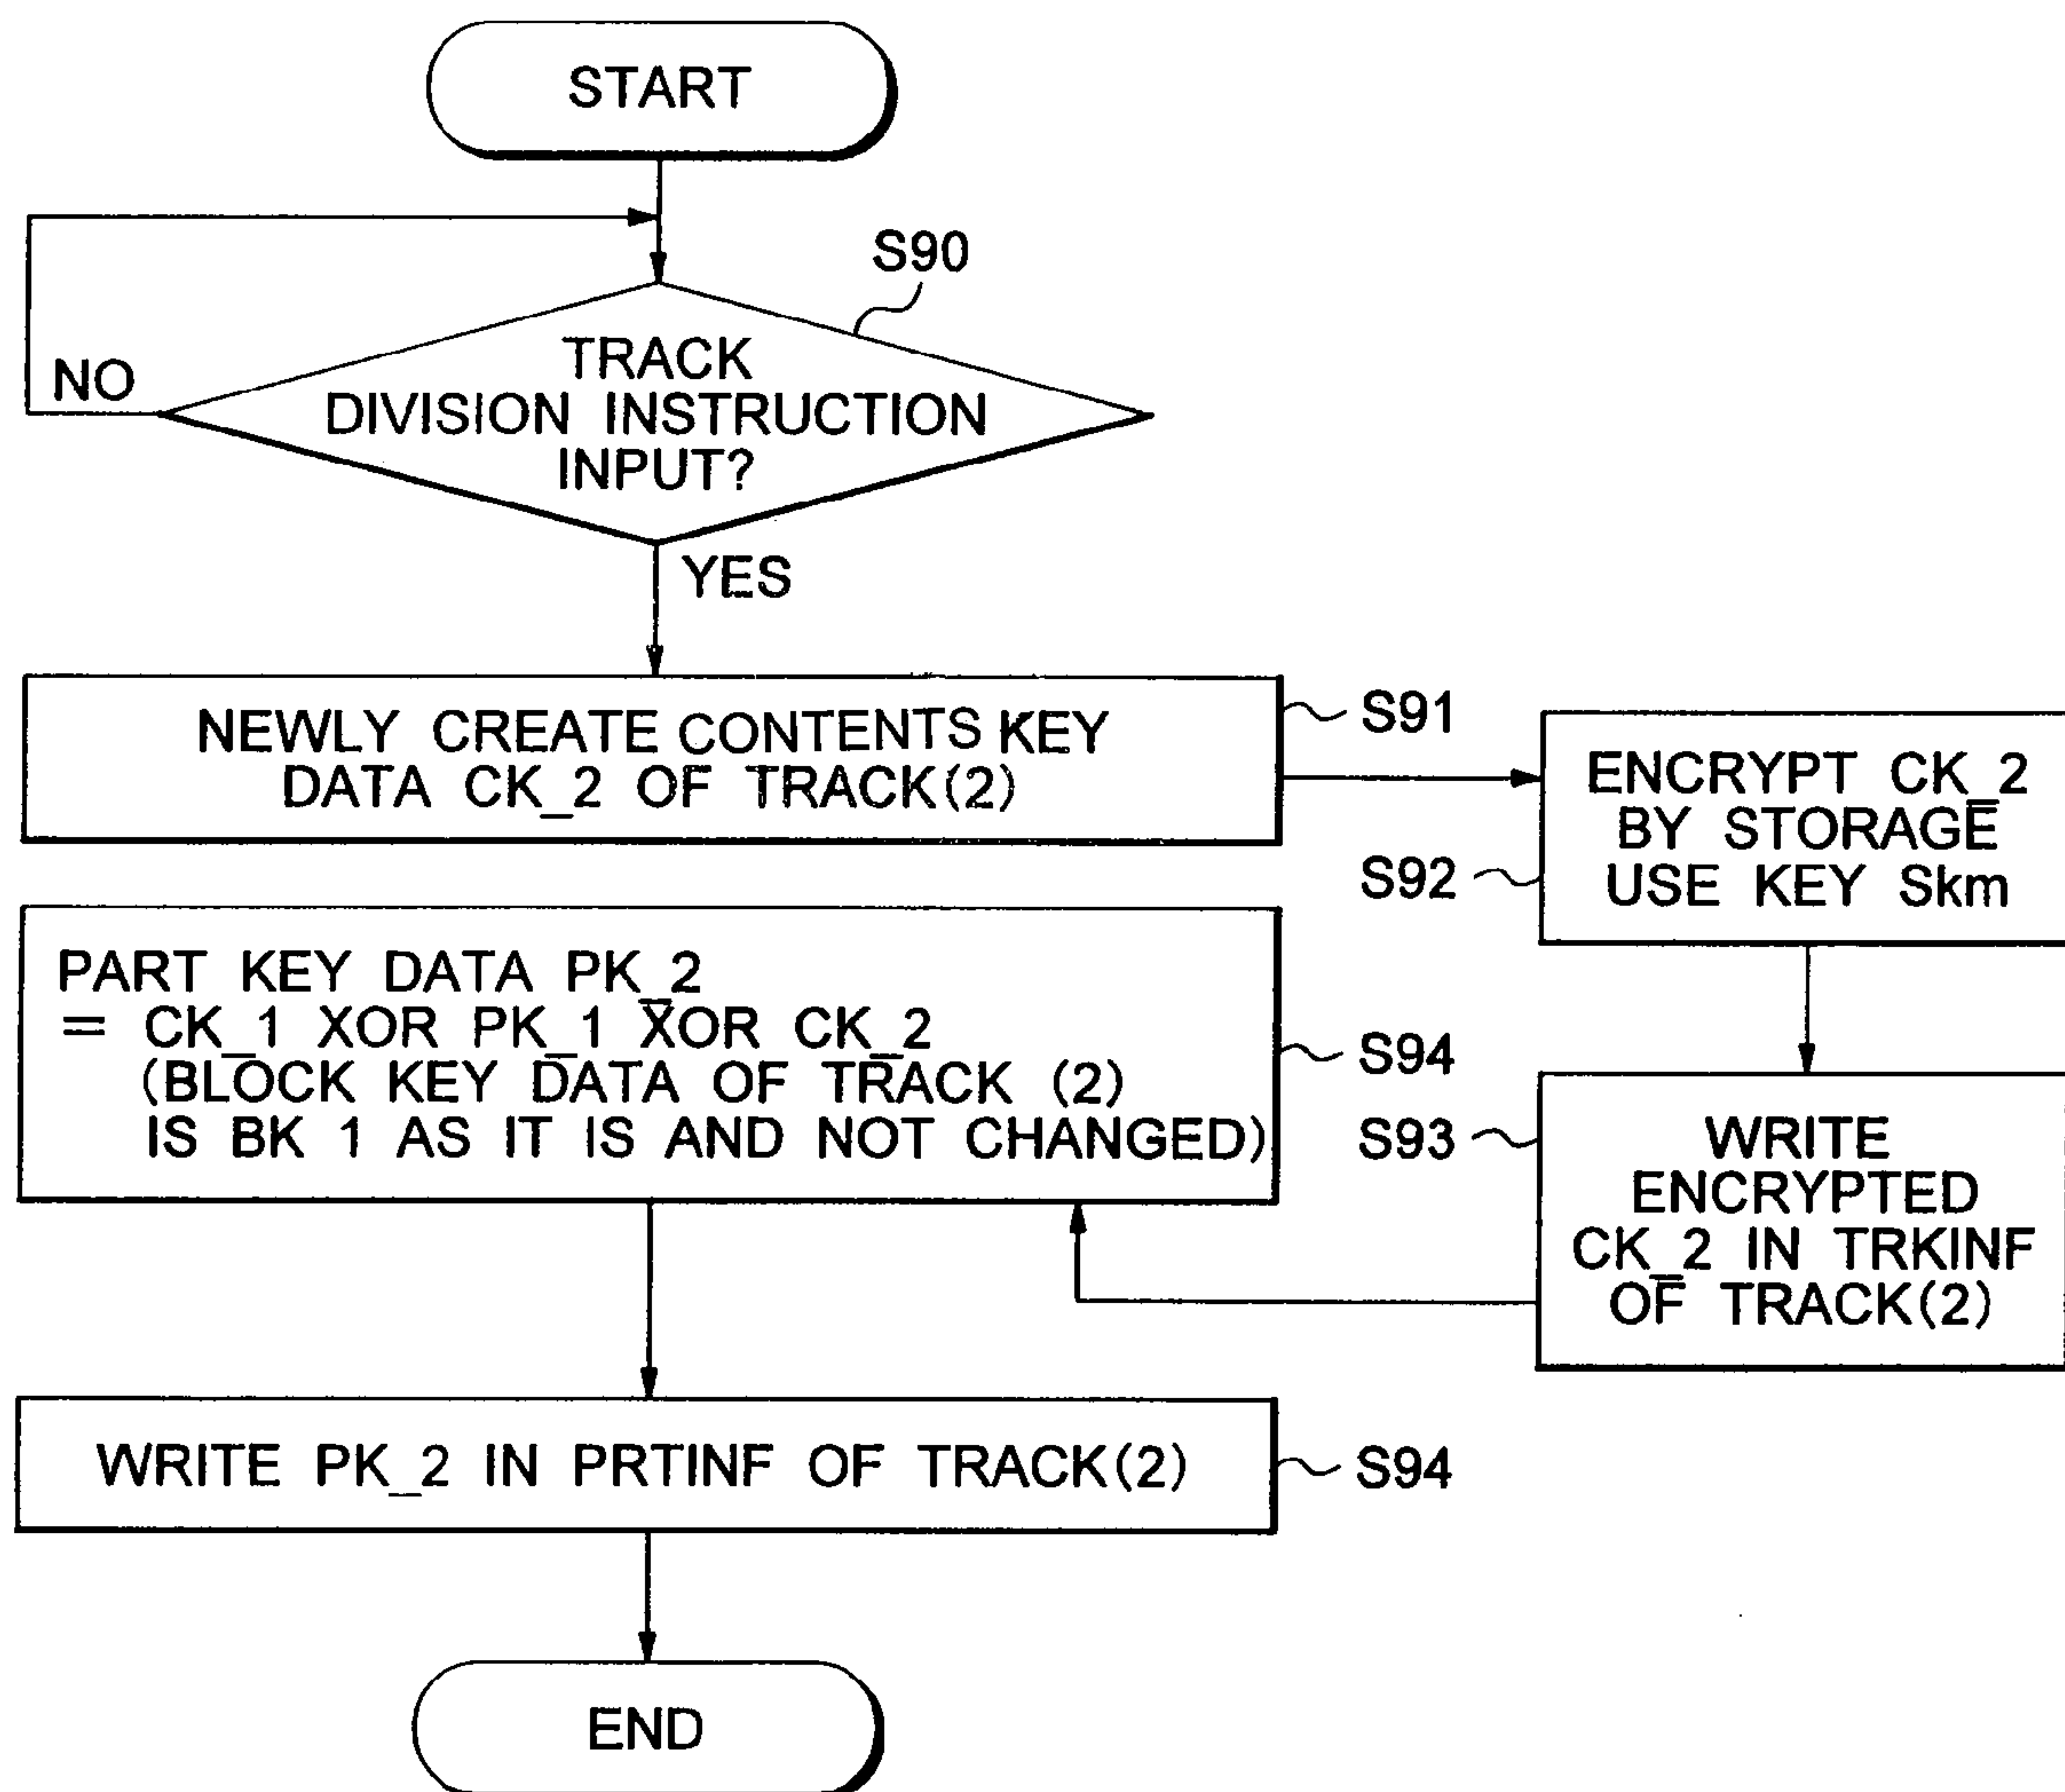 START
S90
NO
TRACK
DIVISION INSTRUCTION
INPUT?
YES
NEWLY CREATE CONTENTS KEY
DATA CK_2 OF TRACK(2)
S91
ENCRYPT CK_2
BY STORAGE
USE KEY Skm
S92
PART KEY DATA PK_2
= CK_1 XOR PK_1 XOR CK_2
(BLOCK KEY DATA OF TRACK (2)
IS BK 1 AS IT IS AND NOT CHANGED)
S94
S93
WRITE
ENCRYPTED
CK_2 IN TRKINF
OF TRACK(2)
WRITE PK_2 IN PRTINF OF TRACK(2)
S94
END